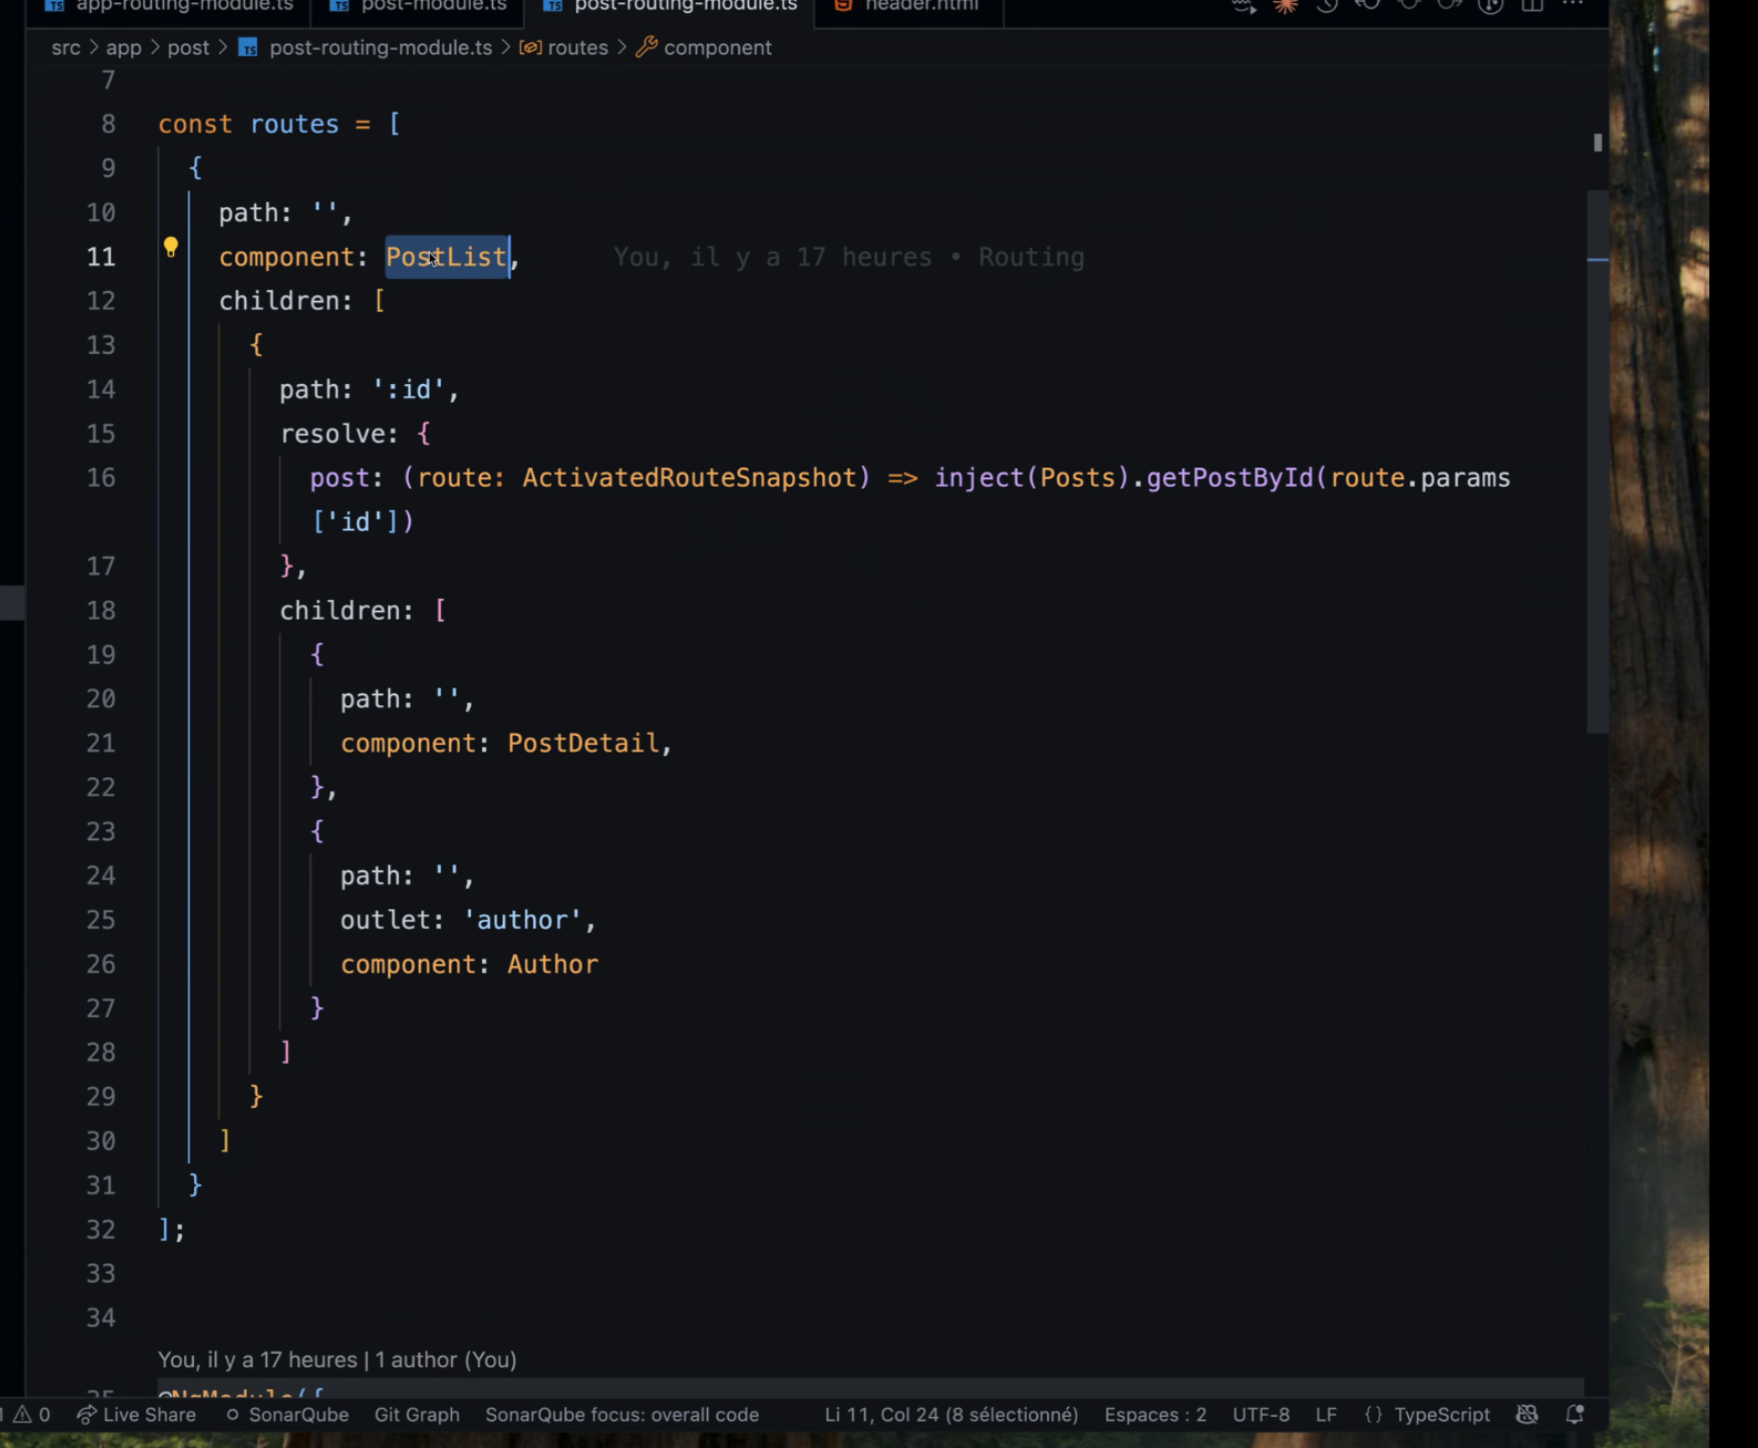 app-routing-module.ts post-module.ts post-routing-module.ts header.html
src > app > post > TS post-routing-module.ts > routes > component
7
8 const routes = [
9 {
10 path: '',
11 component: PostList, You, il y a 17 heures • Routing
12 children: [
13 {
14 path: ':id',
15 resolve: {
16 post: (route: ActivatedRouteSnapshot) => inject(Posts).getPostById(route.params
['id'])
17 },
18 children: [
19 {
20 path: '',
21 component: PostDetail,
22 },
23 {
24 path: '',
25 outlet: 'author',
26 component: Author
27 }
28 ]
29 }
30 ]
31 }
32 ];
33
34
You, il y a 17 heures | 1 author (You)
35 @NgModule({
0 Live Share SonarQube Git Graph SonarQube focus: overall code Li 11, Col 24 (8 sélectionné) Espaces : 2 UTF-8 LF {} TypeScript